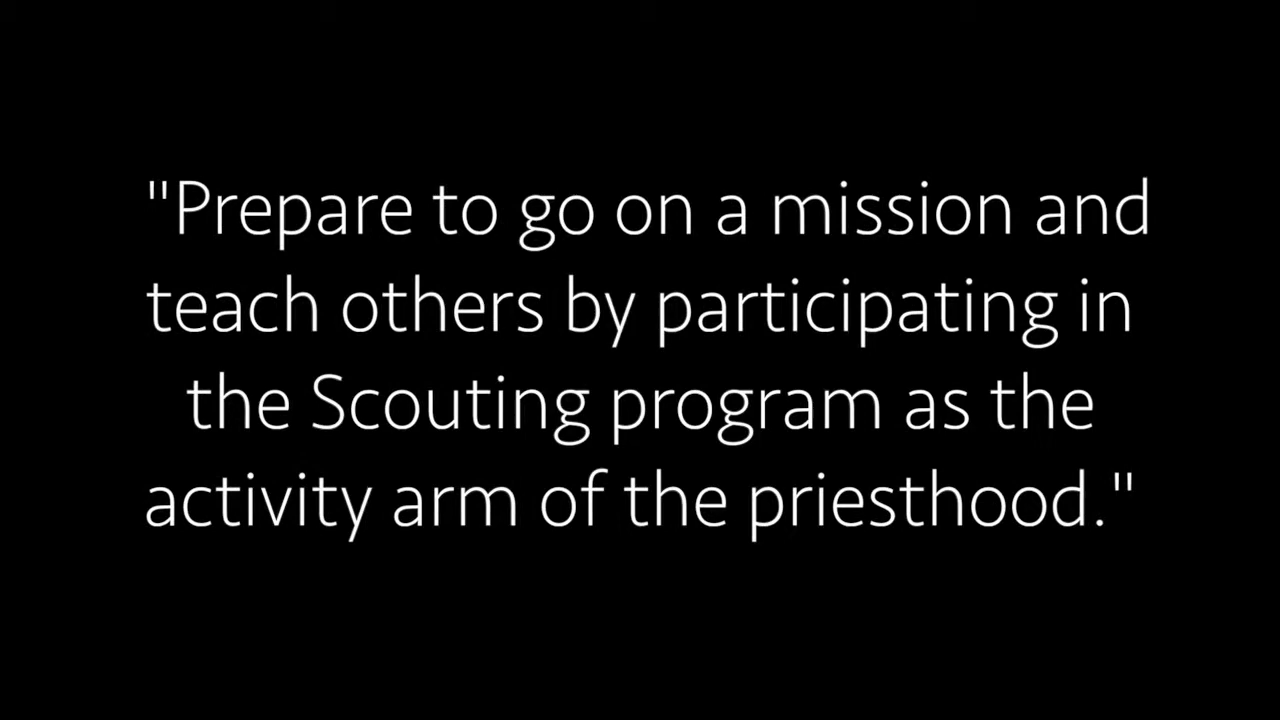 "Prepare to go on a mission and
teach others by participating in
the Scouting program as the
activity arm of the priesthood."